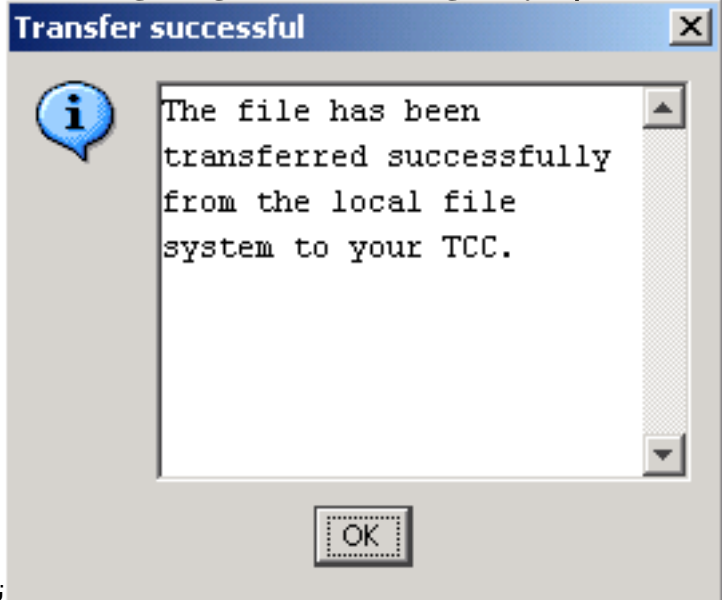 Transfer successful
The file has been
transferred successfully
from the local file
system to your TCC.
OK